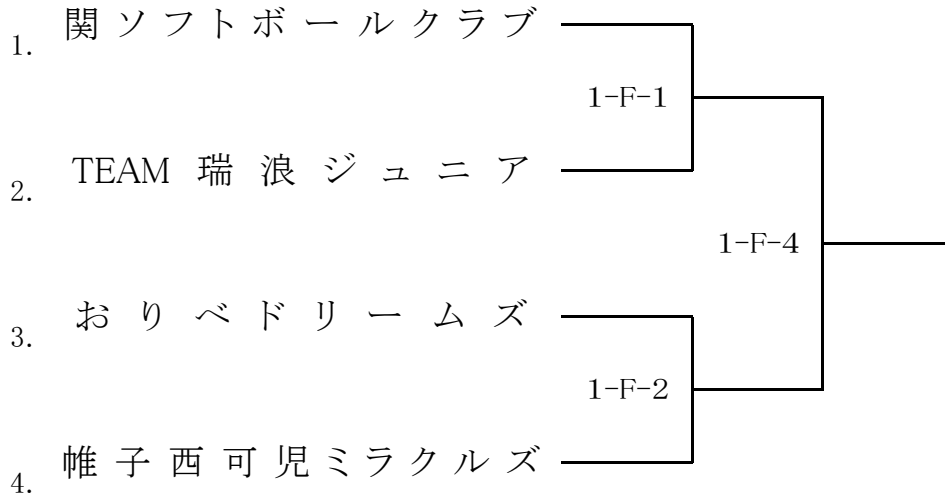 1. 関ソフトボールクラブ
1-F-1
2. TEAM 瑞浪ジュニア
1-F-4
3. おりべドリームズ
1-F-2
4. 帷子西可児ミラクルズ